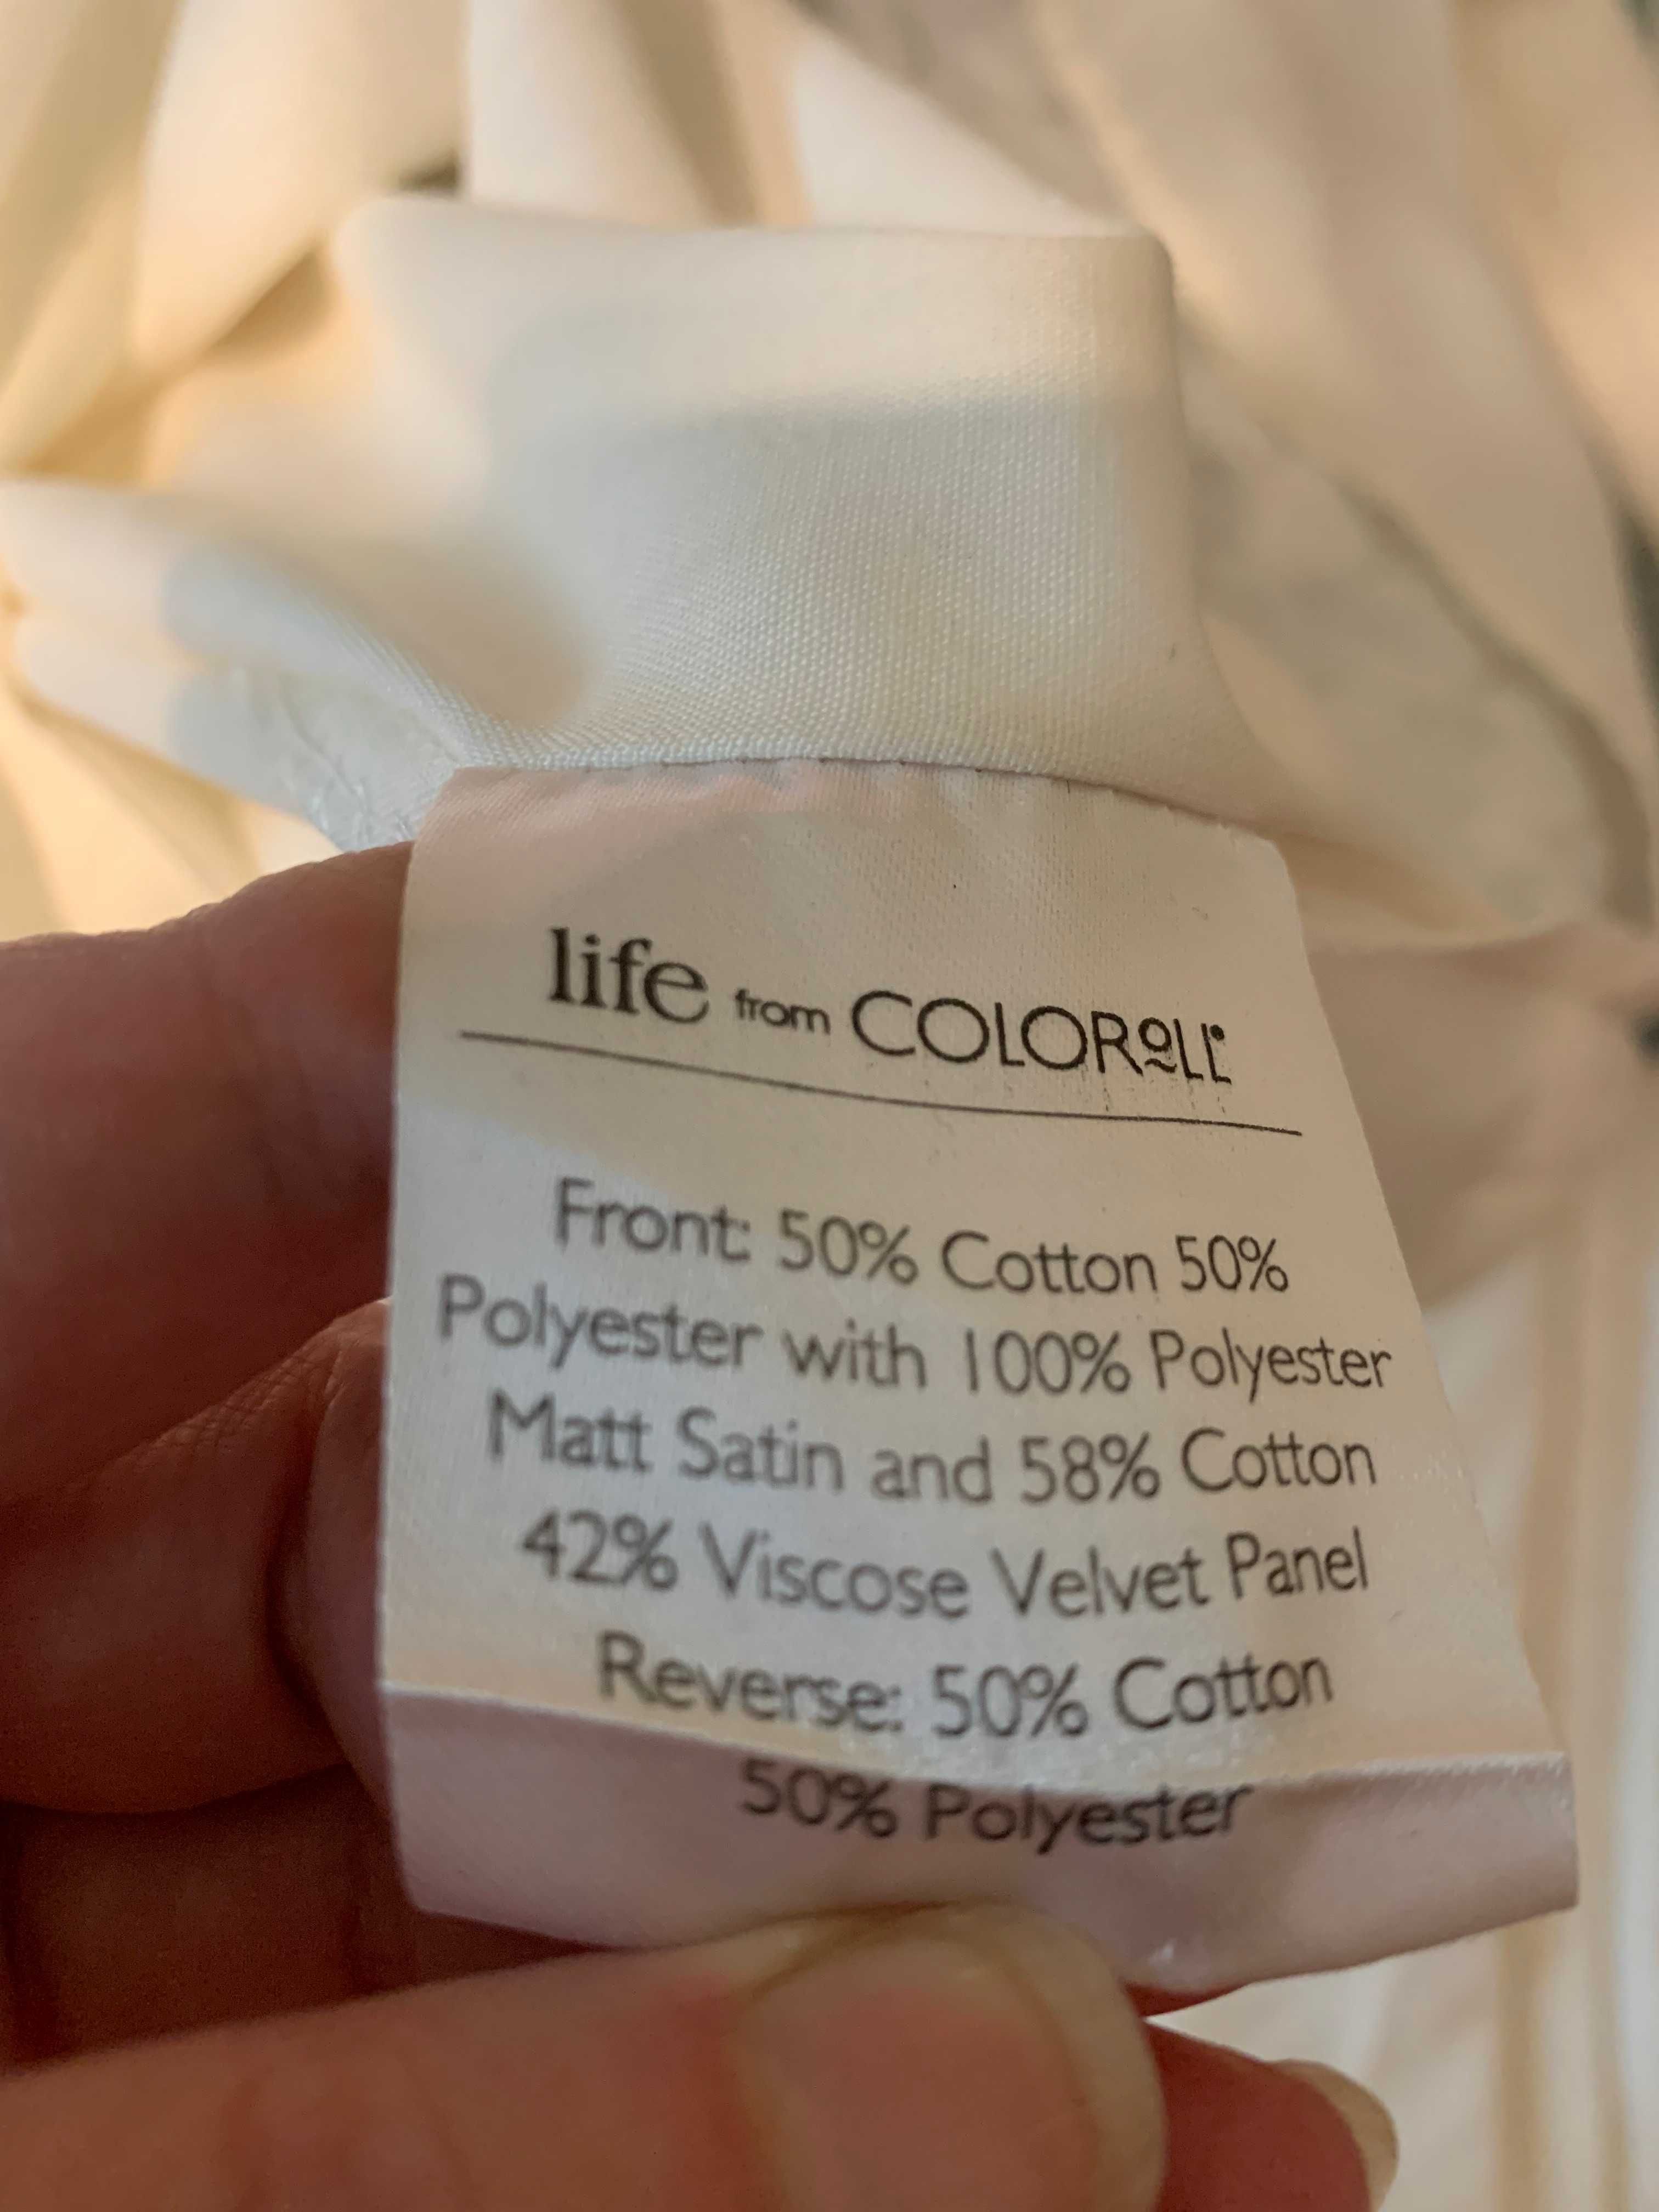 life from COLOROLL
Front: 50% Cotton 50%
Polyester with 100% Polyester
Matt Satin and 58% Cotton
42% Viscose Velvet Panel
Reverse: 50% Cotton
50% Polyester